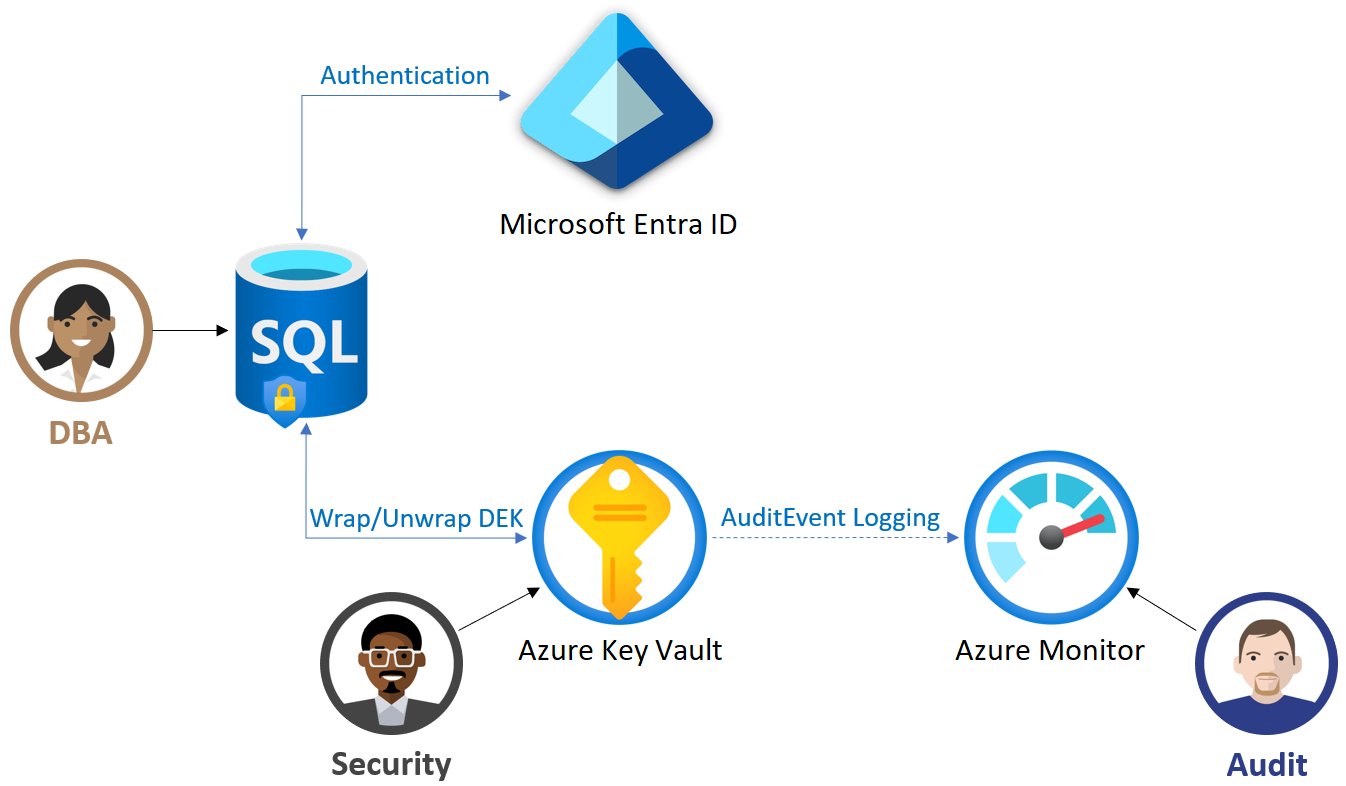 Authentication
Microsoft Entra ID
SQL
DBA
Wrap/Unwrap DEK
AuditEvent Logging
Azure Key Vault
Azure Monitor
Security
Audit